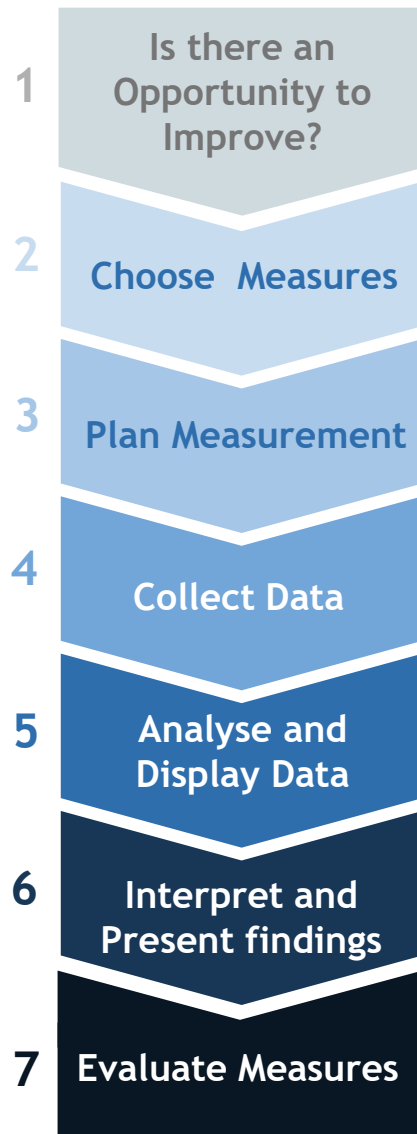 1
Is there an
Opportunity to
Improve?
2
Choose  Measures
3
Plan Measurement
4
Collect Data
5
Analyse and
Display Data
6
Interpret and
Present findings
7
Evaluate Measures